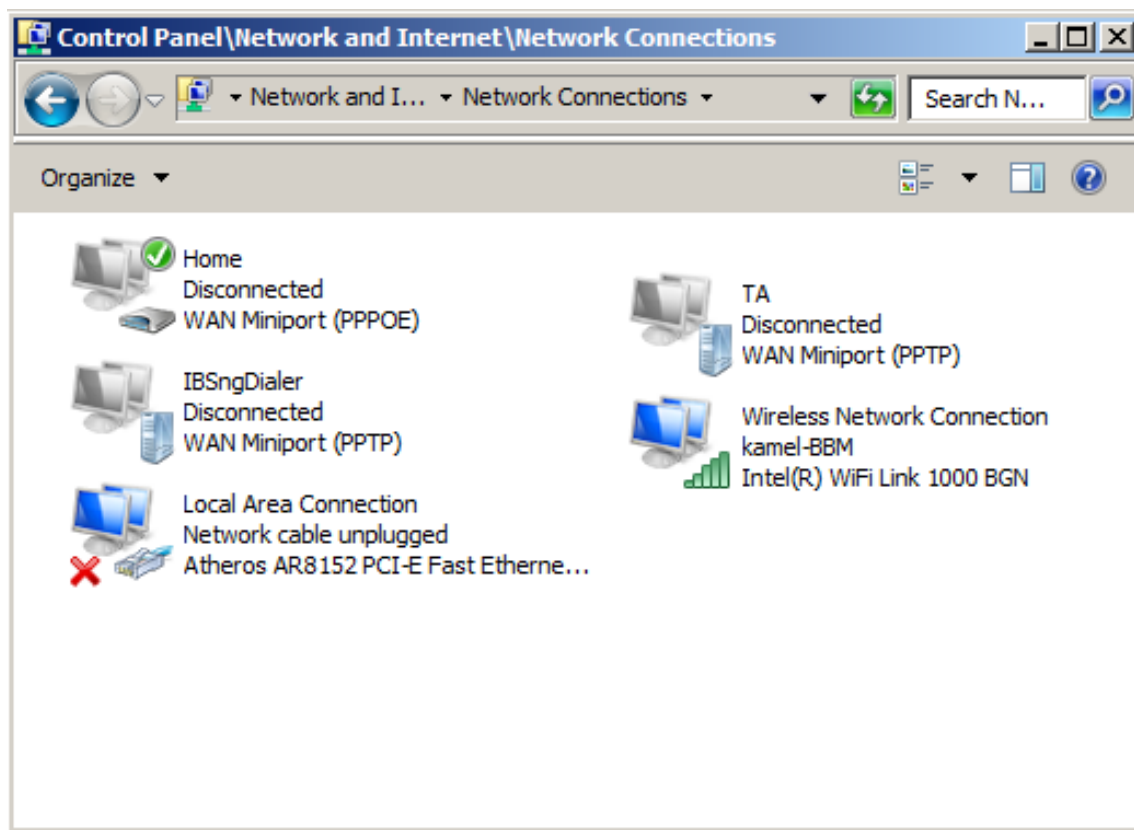 Control Panel\Network and Internet\Network Connections
Network and I... Network Connections Search N...
Organize
Home
Disconnected
WAN Miniport (PPPOE)
IBSngDialer
Disconnected
WAN Miniport (PPTP)
Local Area Connection
Network cable unplugged
Atheros AR8152 PCI-E Fast Etherne...
TA
Disconnected
WAN Miniport (PPTP)
Wireless Network Connection
kamel-BBM
Intel(R) WiFi Link 1000 BGN